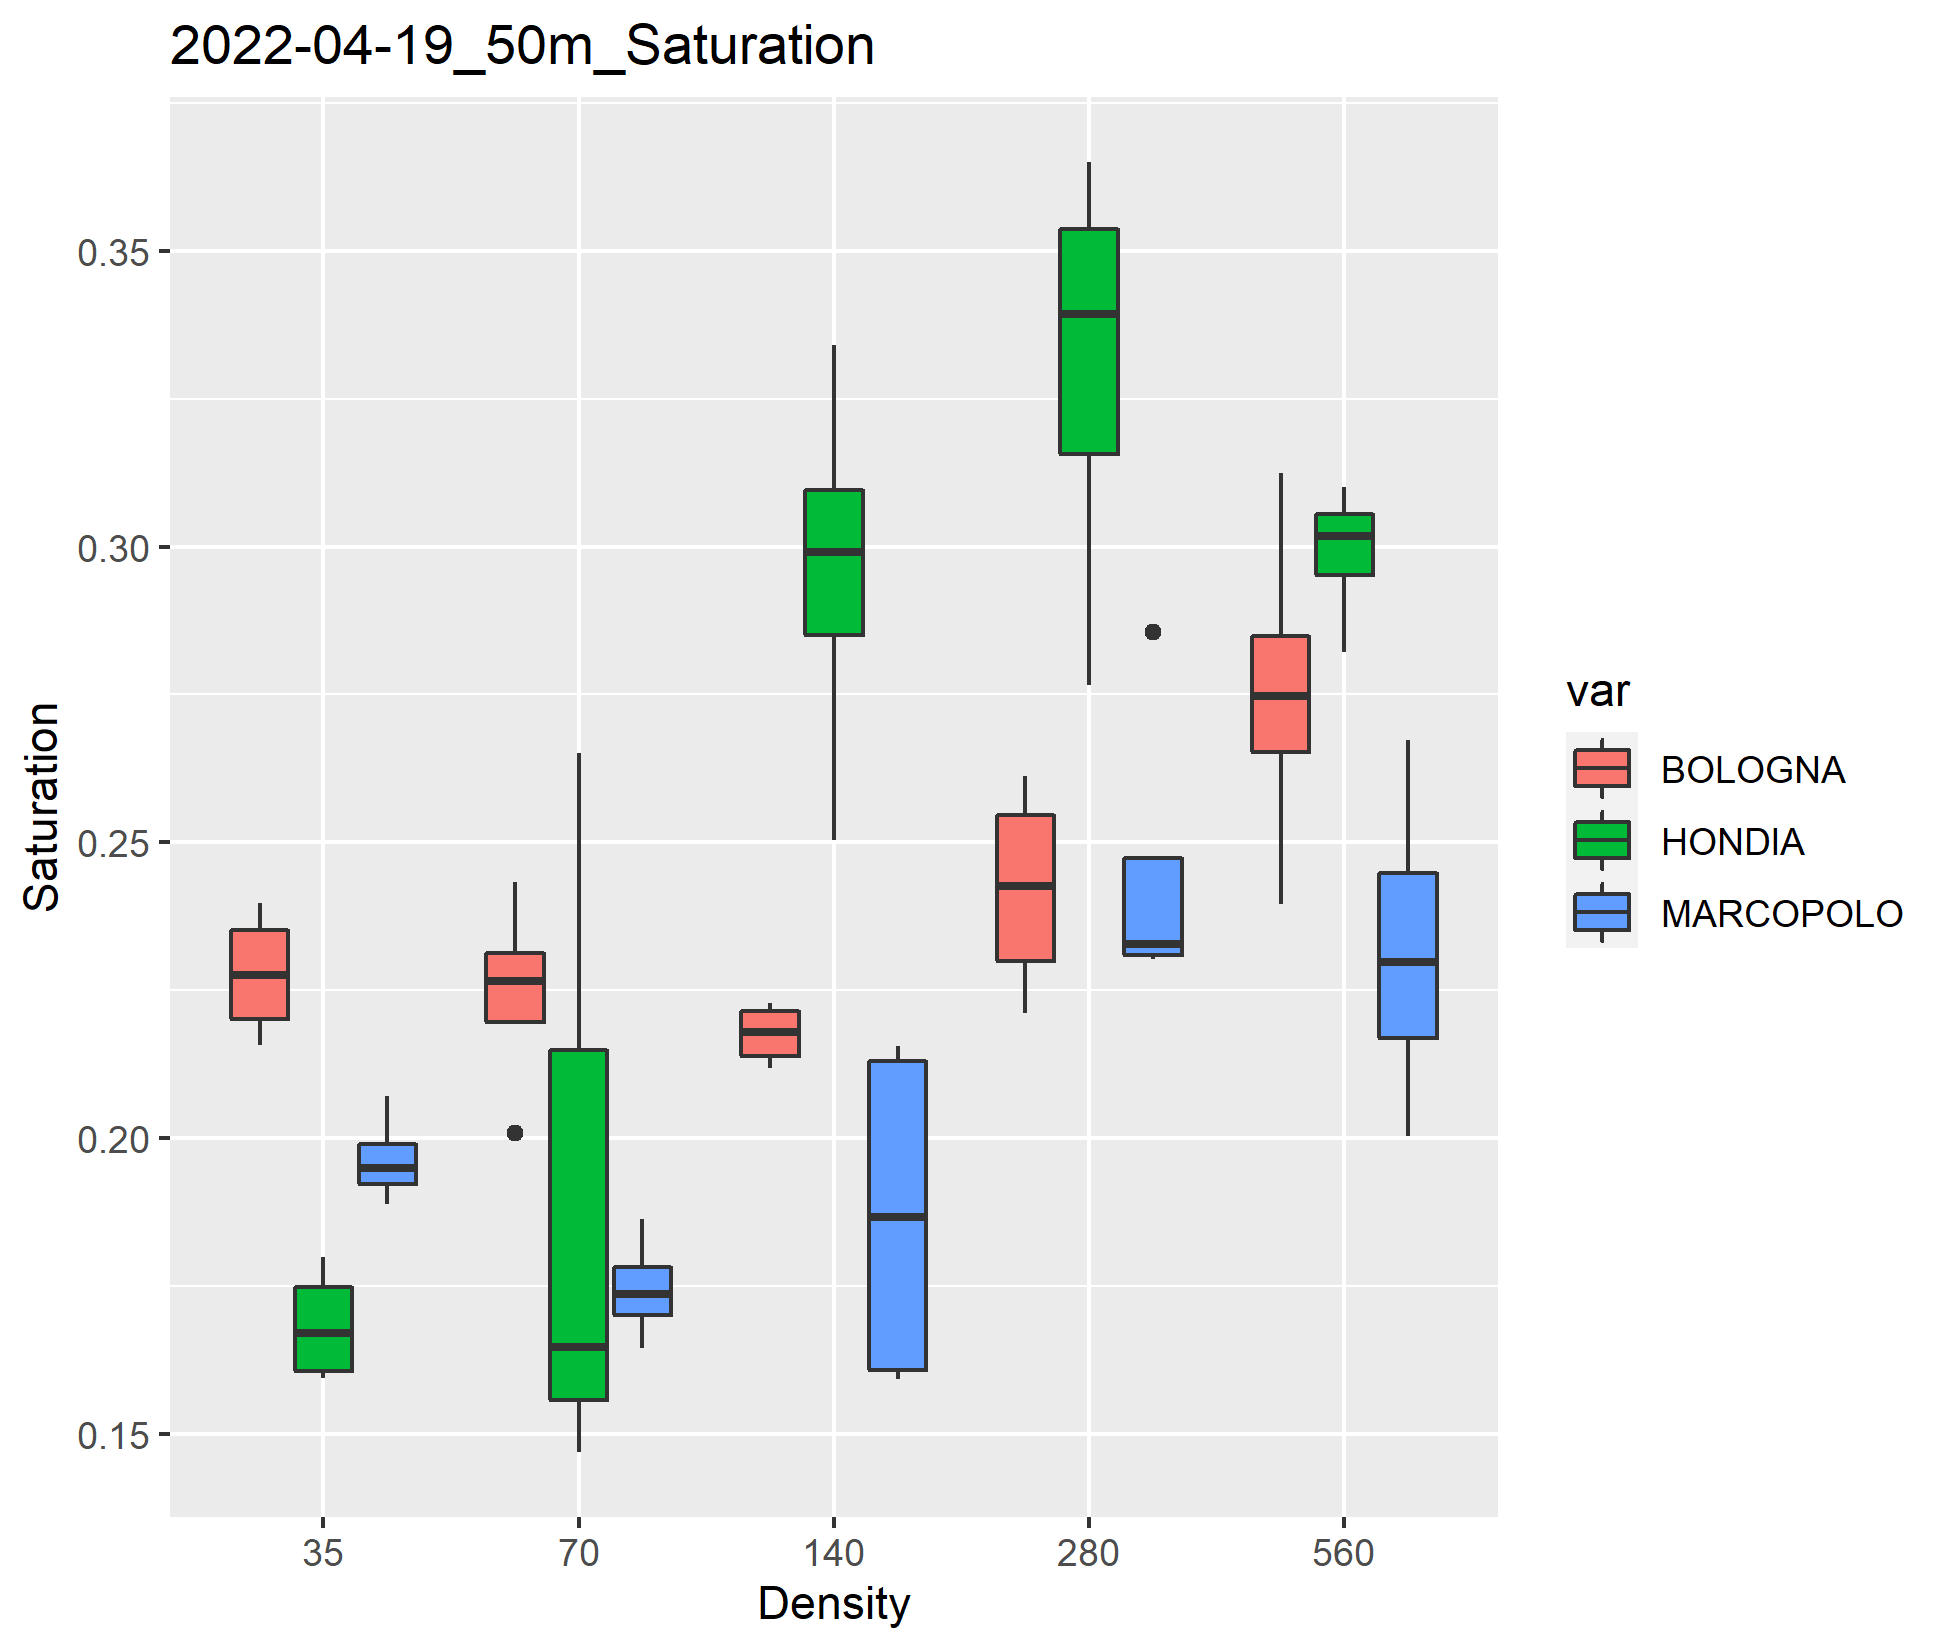 2022-04-19_50m_Saturation
Saturation
0.35
0.30
0.25
0.20
0.15
35 70 140 280 560
Density
var
BOLOGNA
HONDIA
MARCOPOLO